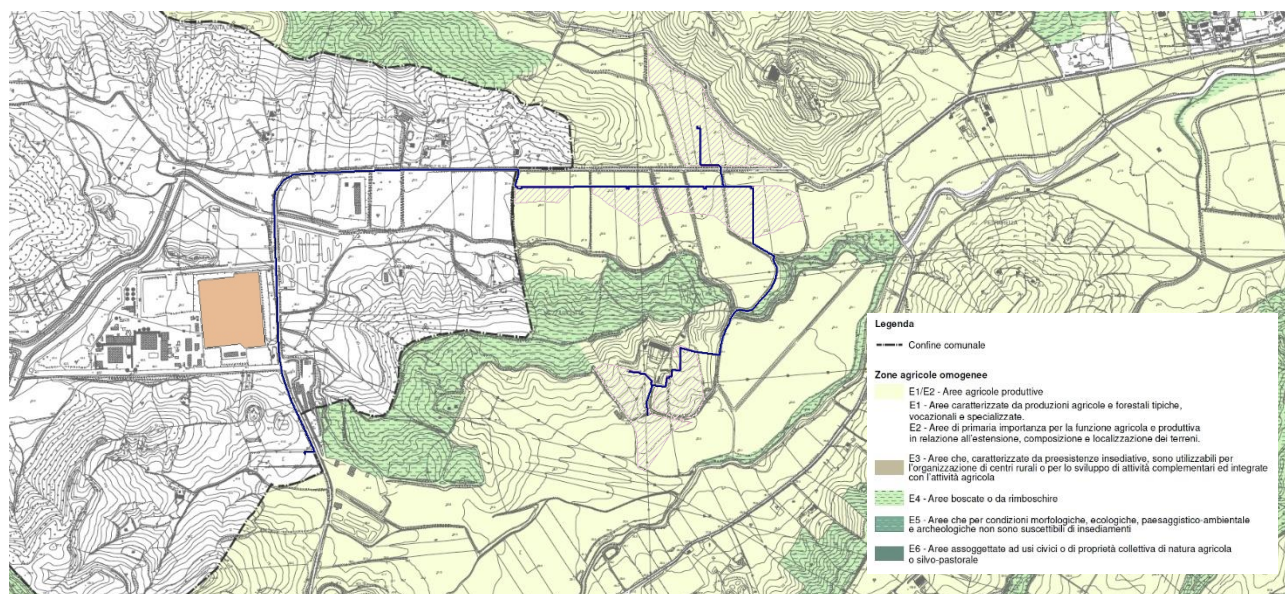 Legenda
Confine comunale
Zone agricole omogenee
E1/E2 - Aree agricole produttive
E1 - Aree caratterizzate da produzioni agricole e forestali tipiche,
vocazionali e specializzate.
E2 - Aree di primaria importanza per la funzione agricola e produttiva
in relazione all'estensione, composizione e localizzazione dei terreni.
E3 - Aree che, caratterizzate da preesistenze insediative, sono utilizzabili per
l'organizzazione di centri rurali o per lo sviluppo di attività complementari ed integrate
con l'attività agricola
E4 - Aree boscate o da rimboschire
E5 - Aree che per condizioni morfologiche, ecologiche, paesaggistico-ambientale
e archeologiche non sono suscettibili di insediamenti
E6 - Aree assoggettate ad usi civici o di proprietà collettiva di natura agricola
o silvo-pastorale